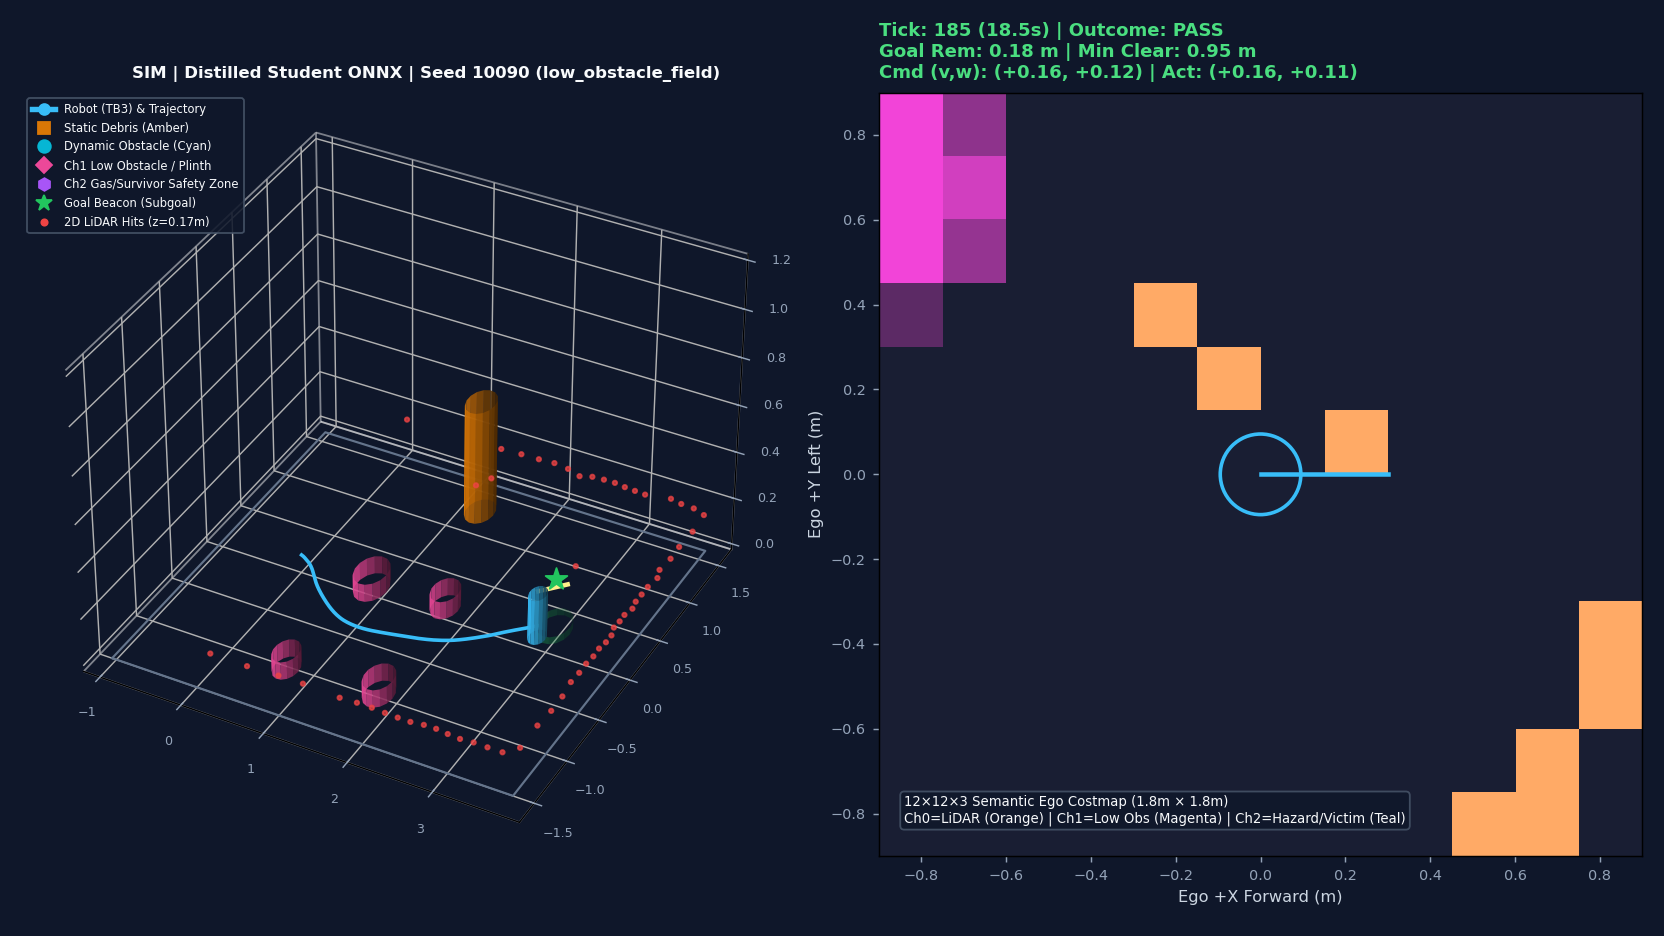 Tick: 185 (18.5s) | Outcome: PASS
Goal Rem: 0.18 m | Min Clear: 0.95 m
Cmd (v,w): (+0.16, +0.12) | Act: (+0.16, +0.11)
SIM | Distilled Student ONNX | Seed 10090 (low_obstacle_field)
Robot (TB3) & Trajectory
Static Debris (Amber)
Dynamic Obstacle (Cyan)
Ch1 Low Obstacle / Plinth
Ch2 Gas/Survivor Safety Zone
Goal Beacon (Subgoal)
2D LiDAR Hits (z=0.17m)
1.2
1.0
0.8
0.6
0.4
0.2
0.0
1.5
1.0
0.5
0.0
−0.5
−1.0
−1.5
−1
0
1
2
3
Ego +Y Left (m)
0.8
0.6
0.4
0.2
0.0
−0.2
−0.4
−0.6
−0.8
12×12×3 Semantic Ego Costmap (1.8m × 1.8m)
Ch0=LiDAR (Orange) | Ch1=Low Obs (Magenta) | Ch2=Hazard/Victim (Teal)
−0.8 −0.6 −0.4 −0.2 0.0 0.2 0.4 0.6 0.8
Ego +X Forward (m)